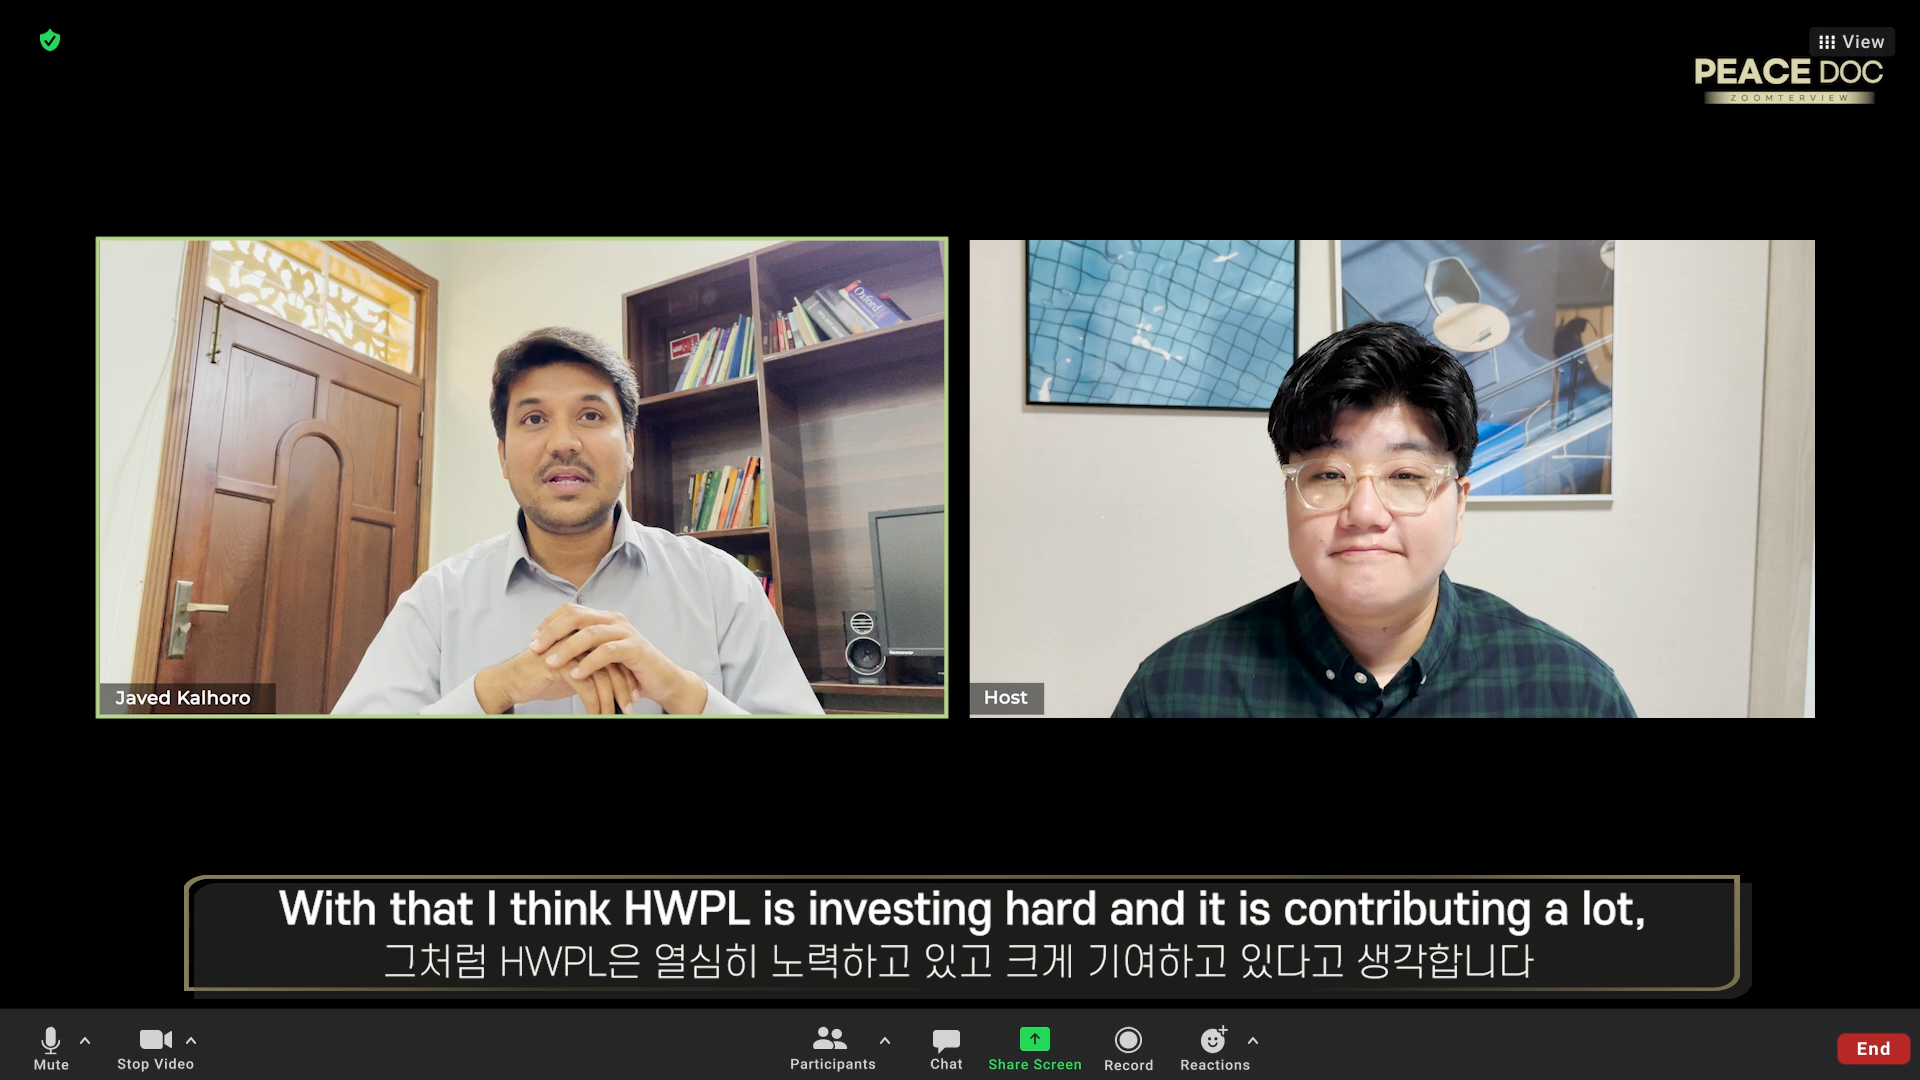 View
PEACE DOC
ZOOMTERVIEW
Oxford
Javed Kalhoro
Host
With that I think HWPL is investing hard and it is contributing a lot,
그처럼 HWPL은 열심히 노력하고 있고 크게 기여하고 있다고 생각합니다
Mute
Stop Video
Participants
Chat
Share Screen
Record
Reactions
End